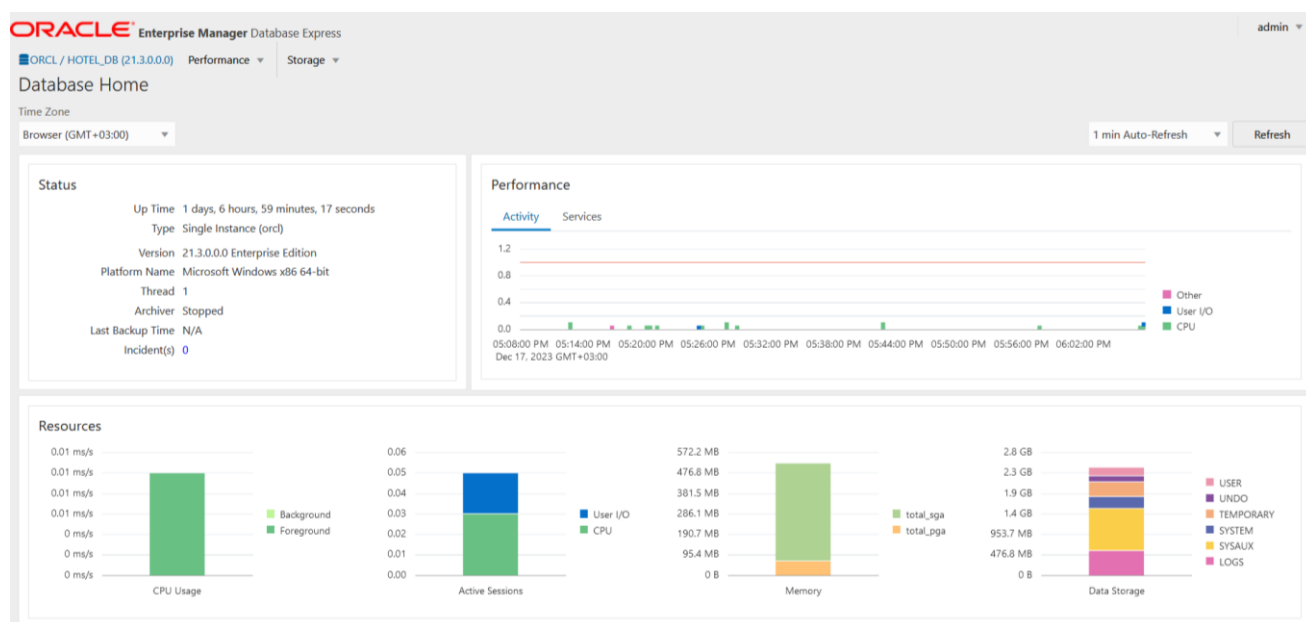 ORACLE Enterprise Manager Database Express
admin
ORCL / HOTEL_DB (21.3.0.0.0) Performance Storage
Database Home
Time Zone
Browser (GMT+03:00)
1 min Auto-Refresh
Refresh
Status
Up Time 1 days, 6 hours, 59 minutes, 17 seconds
Type Single Instance (orcl)
Version 21.3.0.0.0 Enterprise Edition
Platform Name Microsoft Windows x86 64-bit
Thread 1
Archiver Stopped
Last Backup Time N/A
Incident(s) 0
Performance
Activity Services
1.2
0.8
0.4
0.0
05:08:00 PM 05:14:00 PM 05:20:00 PM 05:26:00 PM 05:32:00 PM 05:38:00 PM 05:44:00 PM 05:50:00 PM 05:56:00 PM 06:02:00 PM
Dec 17, 2023 GMT+03:00
Other
User I/O
CPU
Resources
0.01 ms/s
0.01 ms/s
0.01 ms/s
0.01 ms/s
0 ms/s
0 ms/s
0 ms/s
CPU Usage
Background
Foreground
0.06
0.05
0.04
0.03
0.02
0.01
0.00
Active Sessions
User I/O
CPU
572.2 MB
476.8 MB
381.5 MB
286.1 MB
190.7 MB
95.4 MB
0 B
Memory
total_sga
total_pga
2.8 GB
2.3 GB
1.9 GB
1.4 GB
953.7 MB
476.8 MB
0 B
Data Storage
USER
UNDO
TEMPORARY
SYSTEM
SYSAUX
LOGS